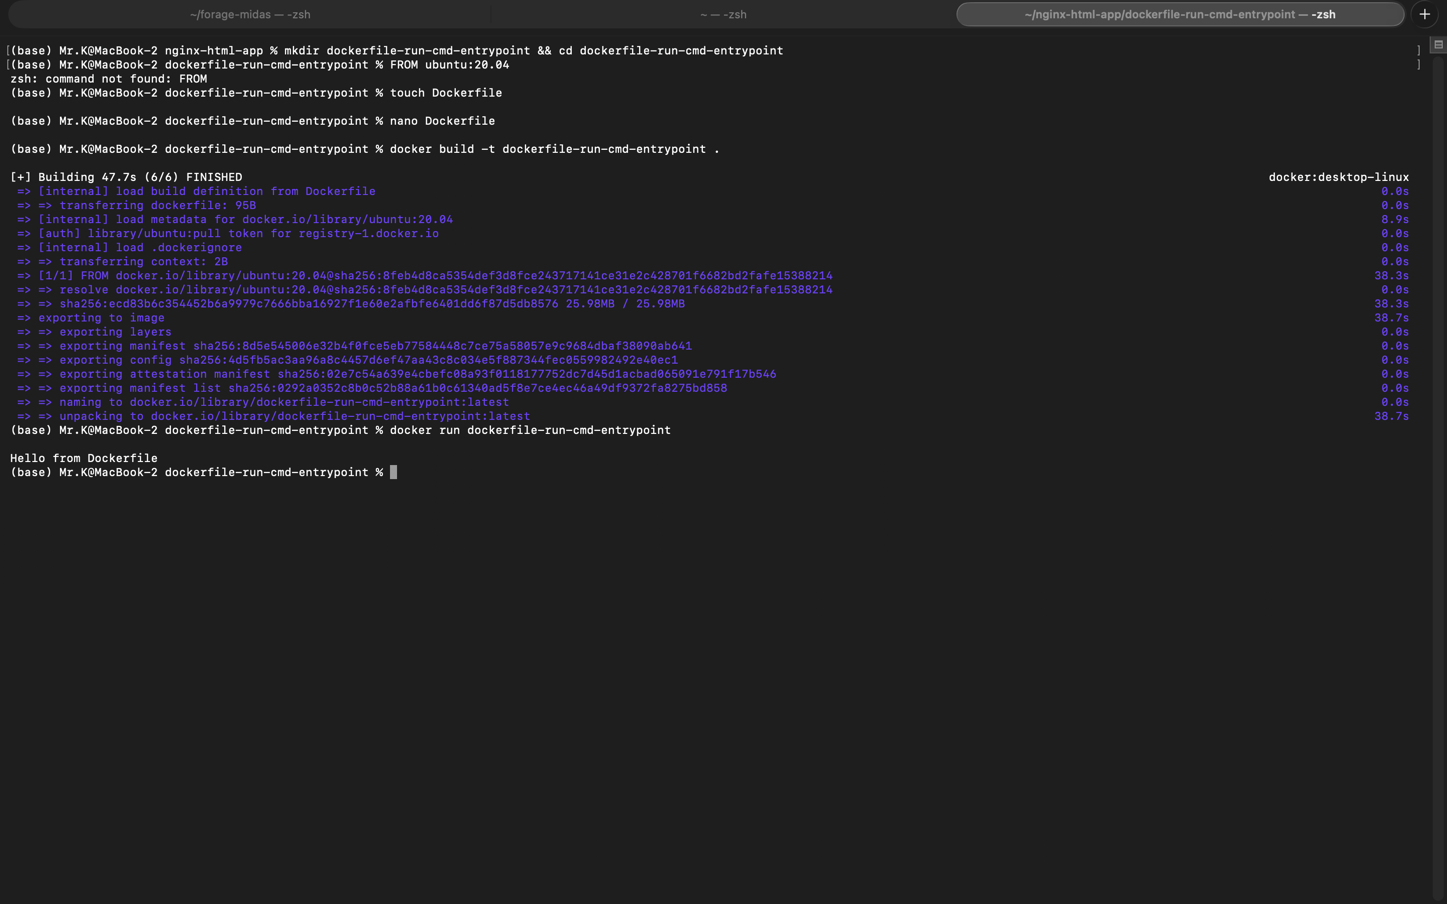 ~/forage-midas — -zsh
~ — -zsh
~/nginx-html-app/dockerfile-run-cmd-entrypoint — -zsh
+
[(base) Mr.K@MacBook-2 nginx-html-app % mkdir dockerfile-run-cmd-entrypoint && cd dockerfile-run-cmd-entrypoint ]
[(base) Mr.K@MacBook-2 dockerfile-run-cmd-entrypoint % FROM ubuntu:20.04 ]
zsh: command not found: FROM
(base) Mr.K@MacBook-2 dockerfile-run-cmd-entrypoint % touch Dockerfile
(base) Mr.K@MacBook-2 dockerfile-run-cmd-entrypoint % nano Dockerfile
(base) Mr.K@MacBook-2 dockerfile-run-cmd-entrypoint % docker build -t dockerfile-run-cmd-entrypoint .
[+] Building 47.7s (6/6) FINISHED docker:desktop-linux
=> [internal] load build definition from Dockerfile 0.0s
=> => transferring dockerfile: 95B 0.0s
=> [internal] load metadata for docker.io/library/ubuntu:20.04 8.9s
=> [auth] library/ubuntu:pull token for registry-1.docker.io 0.0s
=> [internal] load .dockerignore 0.0s
=> => transferring context: 2B 0.0s
=> [1/1] FROM docker.io/library/ubuntu:20.04@sha256:8feb4d8ca5354def3d8fce243717141ce31e2c428701f6682bd2fafe15388214 38.3s
=> => resolve docker.io/library/ubuntu:20.04@sha256:8feb4d8ca5354def3d8fce243717141ce31e2c428701f6682bd2fafe15388214 0.0s
=> => sha256:ecd83b6c354452b6a9979c7666bba16927f1e60e2afbfe6401dd6f87d5db8576 25.98MB / 25.98MB 38.3s
=> exporting to image 38.7s
=> => exporting layers 0.0s
=> => exporting manifest sha256:8d5e545006e32b4f0fce5eb77584448c7ce75a58057e9c9684dbaf38090ab641 0.0s
=> => exporting config sha256:4d5fb5ac3aa96a8c4457d6ef47aa43c8c034e5f887344fec0559982492e40ec1 0.0s
=> => exporting attestation manifest sha256:02e7c54a639e4cbefc08a93f0118177752dc7d45d1acbad065091e791f17b546 0.0s
=> => exporting manifest list sha256:0292a0352c8b0c52b88a61b0c61340ad5f8e7ce4ec46a49df9372fa8275bd858 0.0s
=> => naming to docker.io/library/dockerfile-run-cmd-entrypoint:latest 0.0s
=> => unpacking to docker.io/library/dockerfile-run-cmd-entrypoint:latest 38.7s
(base) Mr.K@MacBook-2 dockerfile-run-cmd-entrypoint % docker run dockerfile-run-cmd-entrypoint
Hello from Dockerfile
(base) Mr.K@MacBook-2 dockerfile-run-cmd-entrypoint %